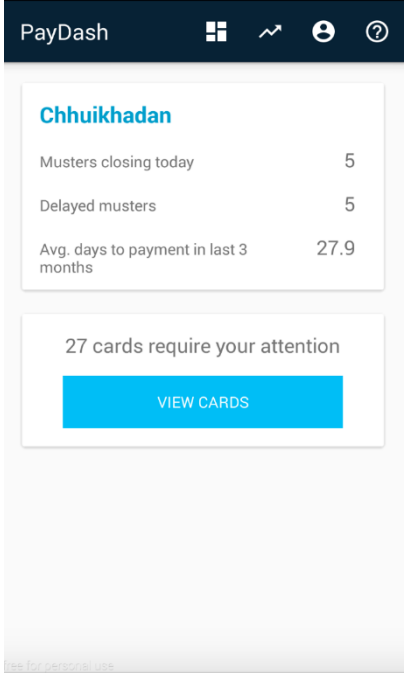 PayDash
Chhuikhadan
Musters closing today 5
Delayed musters 5
Avg. days to payment in last 3 27.9
months
27 cards require your attention
VIEW CARDS
free for personal use